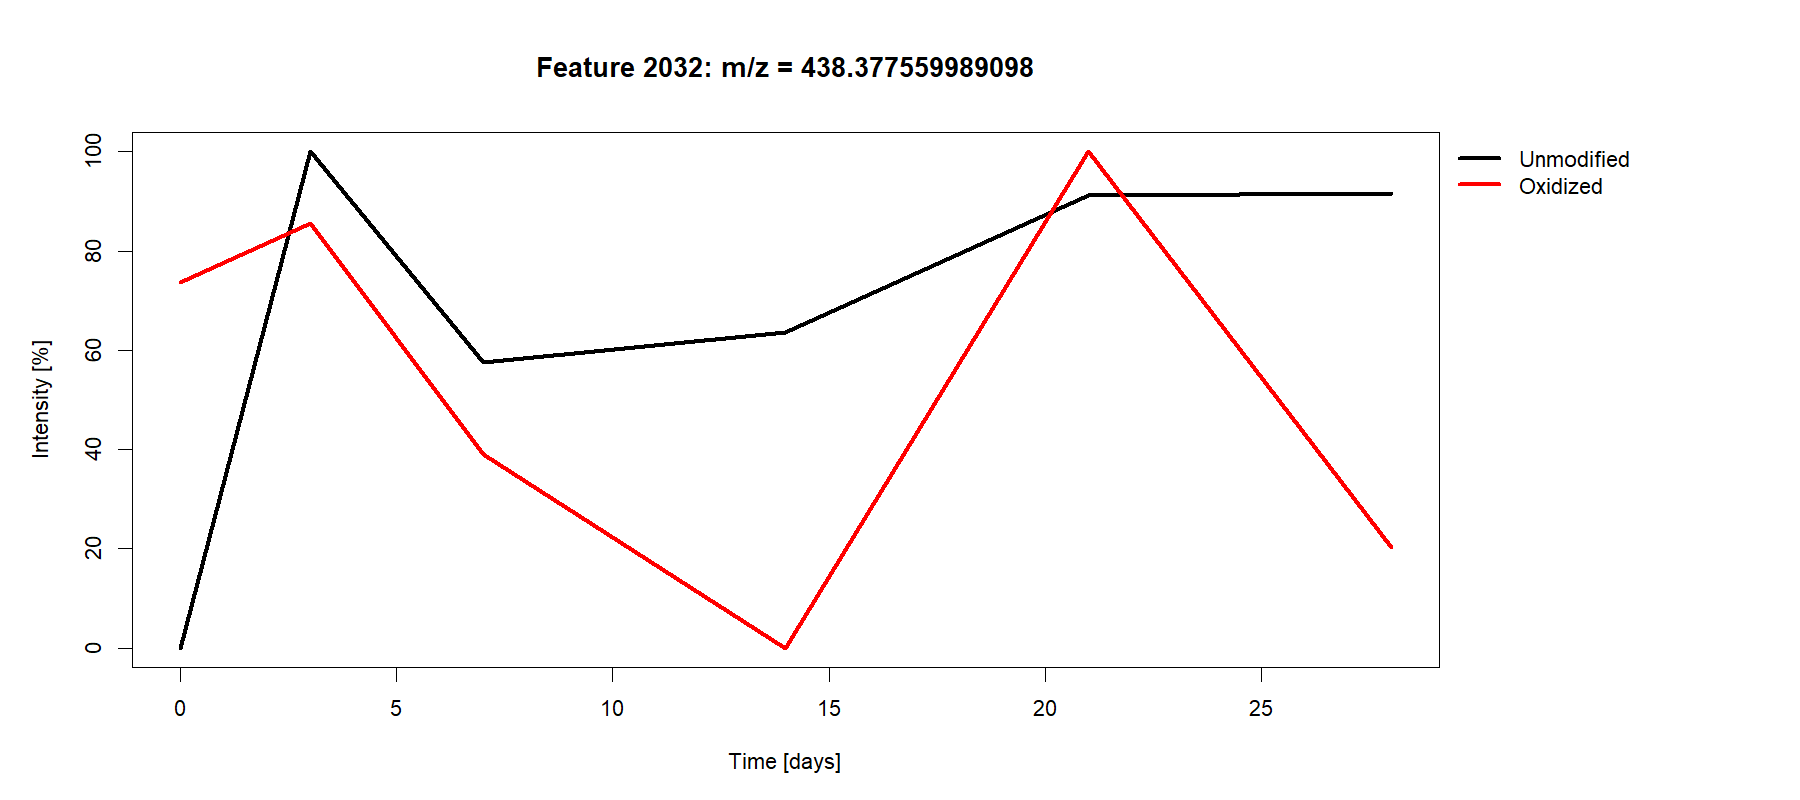 Feature 2032: m/z = 438.377559989098
Unmodified
Oxidized
Intensity [%]
100
80
60
40
20
0
0 5 10 15 20 25
Time [days]